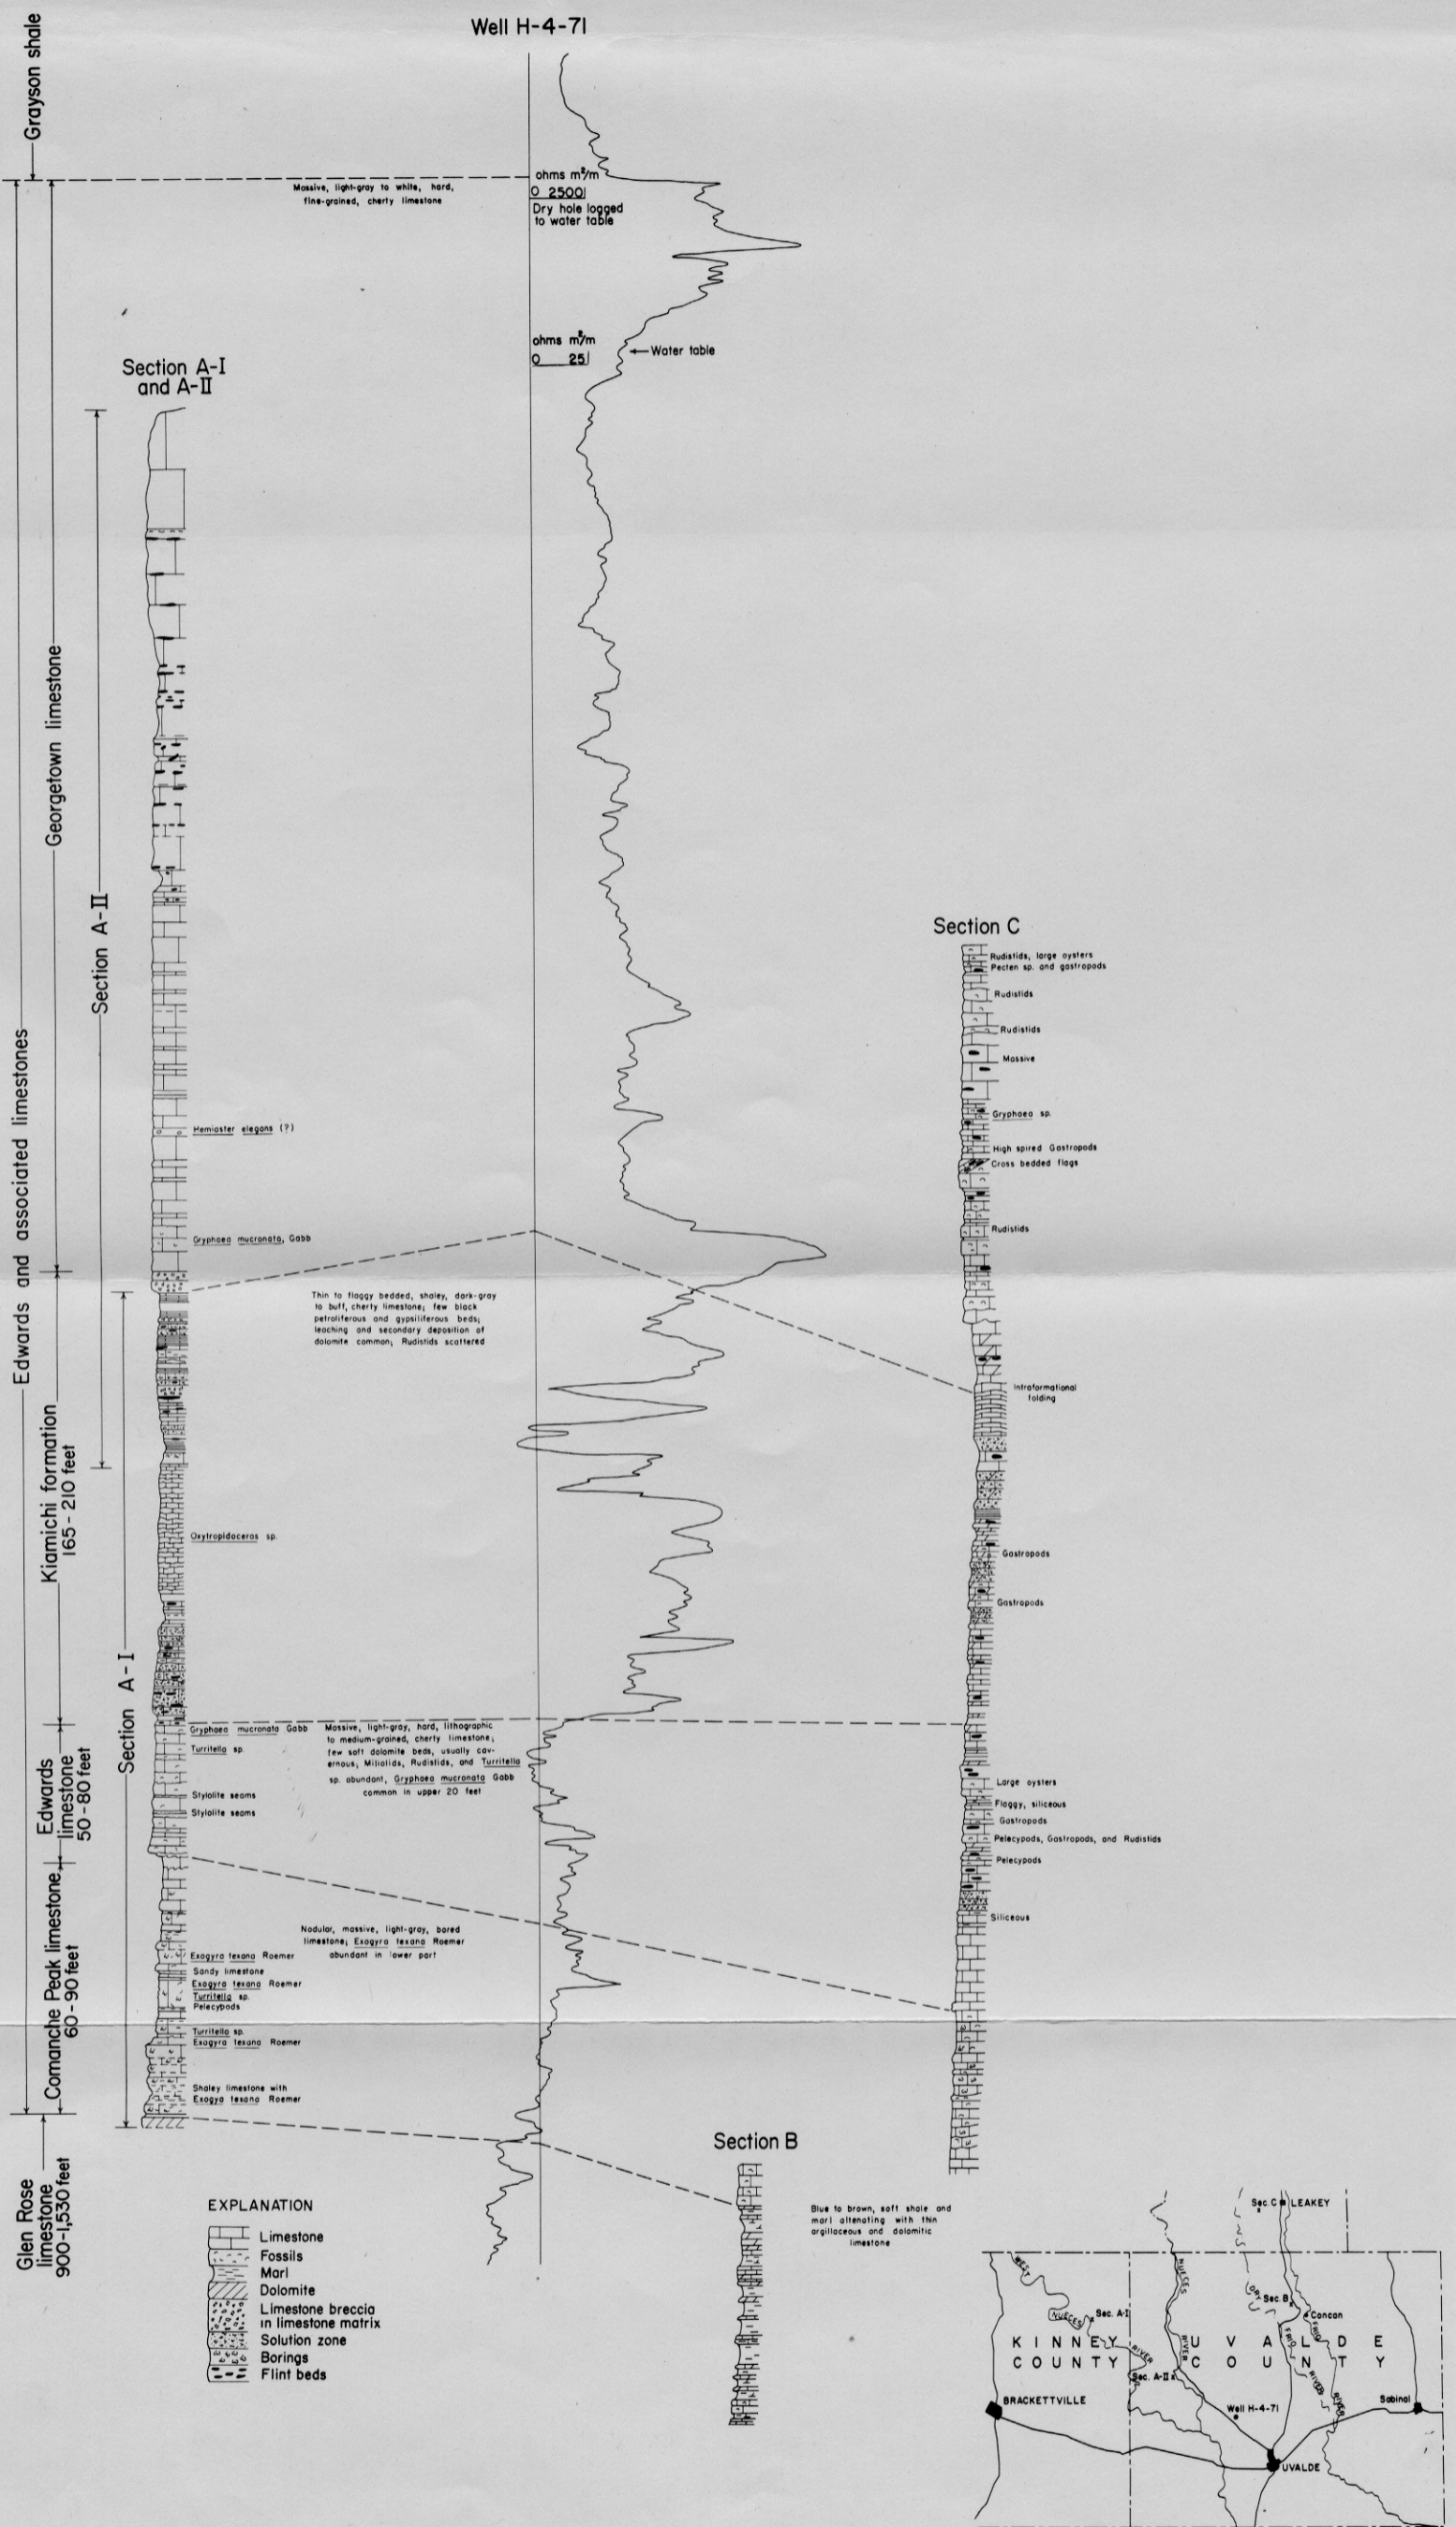 Well H-4-71
Grayson shale
ohms m²/m
0 2500
Dry hole logged
to water table
Massive, light-gray to white, hard,
fine-grained, cherty limestone
ohms m²/m
0 25
Water table
Section A-I
and A-II
Georgetown limestone
Section A-II
Edwards and associated limestones
Hemiaster elegans (?)
Gryphaea mucronata, Gabb
Thin to flaggy bedded, shaley, dark-gray
to buff, cherty limestone; few black
petroliferous and gypsiliferous beds;
leaching and secondary deposition of
dolomite common; Rudistids scattered
Kiamichi formation
165-210 feet
Oxytropidoceras sp.
Section A-I
Gryphaea mucronata Gabb
Turritella sp.
Stylolite seams
Stylolite seams
Massive, light-gray, hard, lithographic
to medium-grained, cherty limestone;
few soft dolomite beds, usually cav-
ernous, Miliolids, Rudistids, and Turritella
sp. abundant, Gryphaea mucronata Gabb
common in upper 20 feet
Edwards
limestone
50-80 feet
Nodular, massive, light-gray, bored
limestone; Exogyra texana Roemer
abundant in lower part
Comanche Peak limestone
60-90 feet
Exogyra texana Roemer
Sandy limestone
Exogyra texana Roemer
Turritella sp.
Pelecypods
Turritella sp.
Exogyra texana Roemer
Shaley limestone with
Exogyra texana Roemer
Glen Rose
limestone
900-1,530 feet
Section C
Rudistids, large oysters
Pecten sp. and gastropods
Rudistids
Rudistids
Massive
Gryphaea sp.
High spired Gastropods
Cross bedded flags
Rudistids
Intraformational
folding
Gastropods
Gastropods
Large oysters
Flaggy, siliceous
Gastropods
Pelecypods, Gastropods, and Rudistids
Pelecypods
Siliceous
Section B
Blue to brown, soft shale and
marl altenating with thin
argillaceous and dolomitic
limestone
EXPLANATION
Limestone
Fossils
Marl
Dolomite
Limestone breccia
in limestone matrix
Solution zone
Borings
Flint beds
Sec. C
LEAKEY
WEST
NUECES
RIVER
Sec. A-I
NUECES
RIVER
DRY
Sec. B
Concan
FRIO
RIVER
FRIO
RIVER
KINNEY
COUNTY
UVALDE
COUNTY
Sec. A-II
BRACKETTVILLE
Well H-4-71
Sabinal
UVALDE